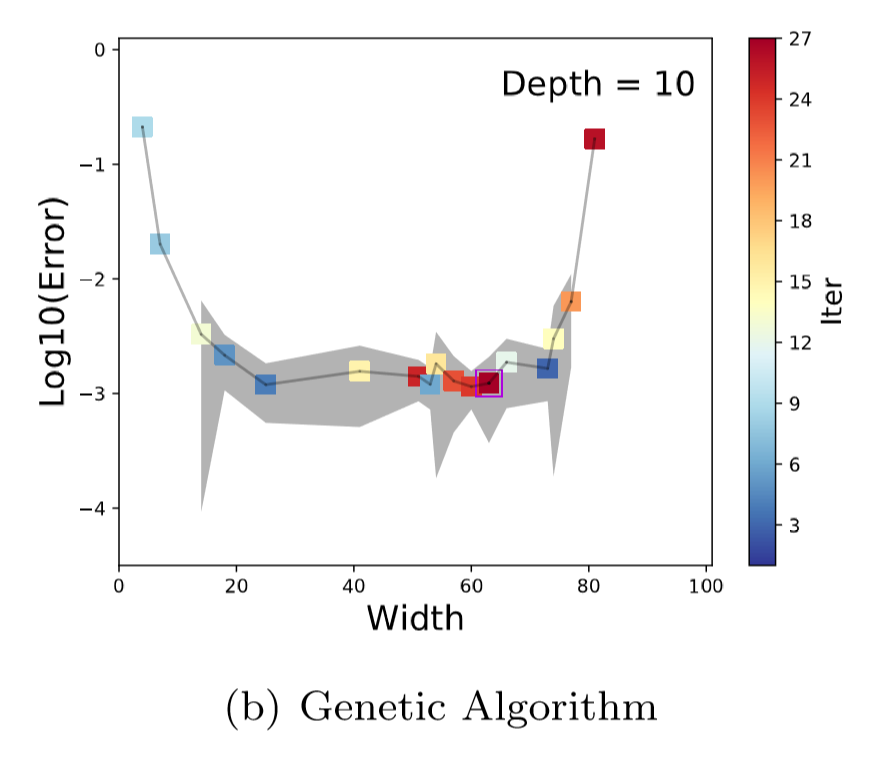 Depth = 10
Log10(Error)
0
−1
−2
−3
−4
0 20 40 60 80 100
Width
27
24
21
18
15
12
9
6
3
Iter
(b) Genetic Algorithm